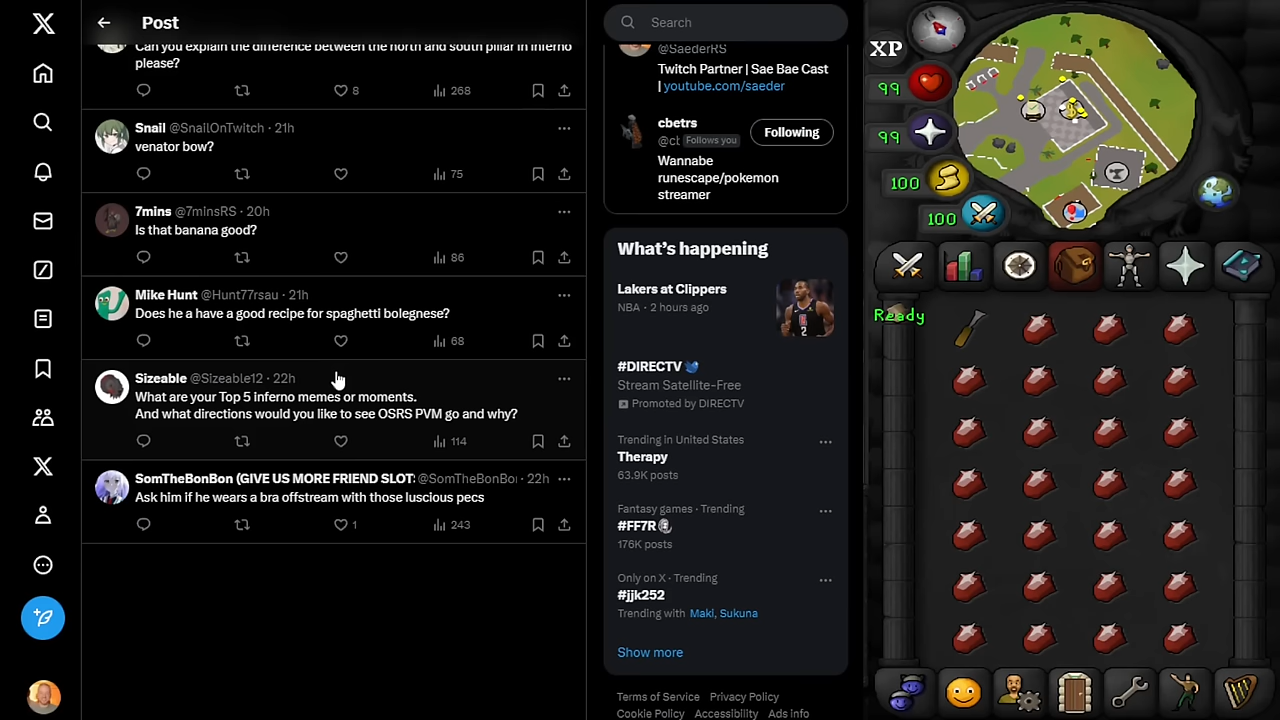 Post
Can you explain the difference between the north and south pillar in inferno
please?
8
268
Snail @SnailOnTwitch · 21h
venator bow?
75
7mins @7minsRS · 20h
Is that banana good?
86
Mike Hunt @Hunt77rsau · 21h
Does he a have a good recipe for spaghetti bolegnese?
68
Sizeable @Sizeable12 · 22h
What are your Top 5 inferno memes or moments.
And what directions would you like to see OSRS PVM go and why?
114
SomTheBonBon (GIVE US MORE FRIEND SLOT: @SomTheBonBo · 22h
Ask him if he wears a bra offstream with those luscious pecs
1
243
Search
@SaederRS
Twitch Partner | Sae Bae Cast
| youtube.com/saeder
cbetrs
@ct Follows you
Following
Wannabe
runescape/pokemon
streamer
What's happening
Lakers at Clippers
NBA · 2 hours ago
#DIRECTV
Stream Satellite-Free
Promoted by DIRECTV
Trending in United States
Therapy
63.9K posts
Fantasy games · Trending
#FF7R
176K posts
Only on X · Trending
#jjk252
Trending with Maki, Sukuna
Show more
Terms of Service Privacy Policy
Cookie Policy Accessibility Ads info
XP
99
99
100
100
Ready